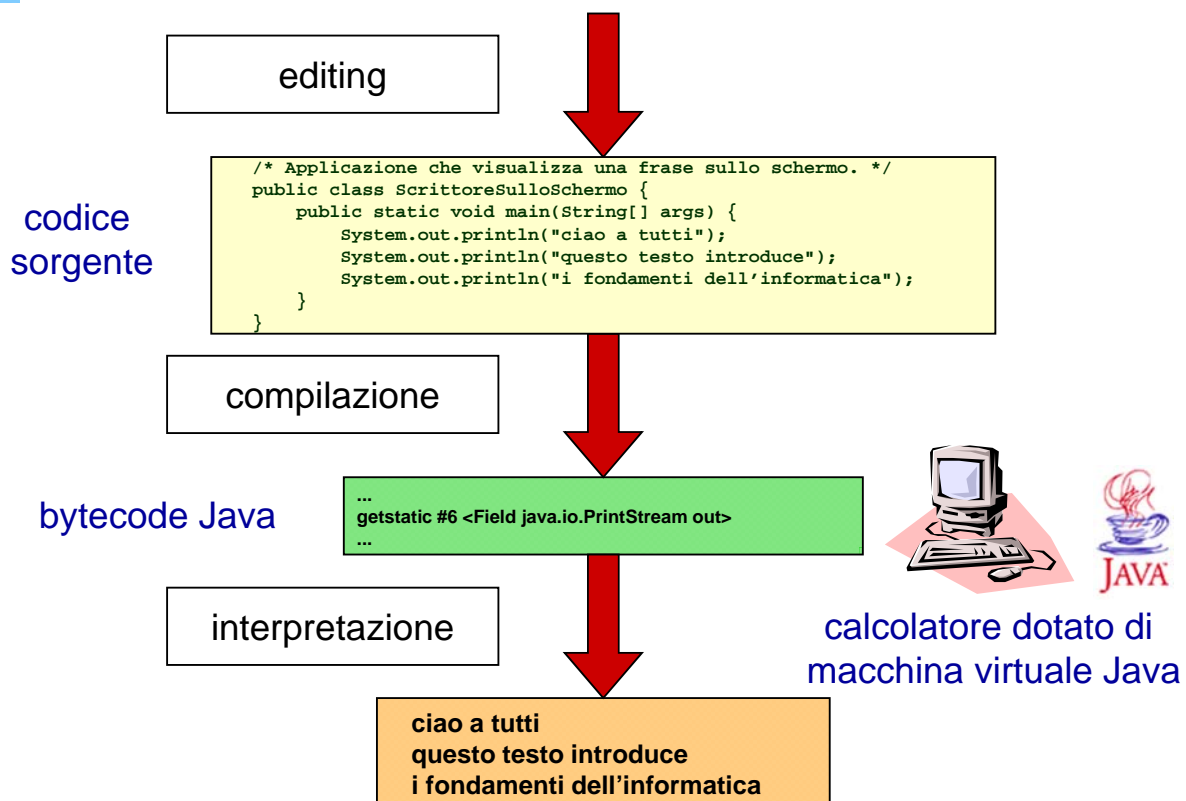 editing
/* Applicazione che visualizza una frase sullo schermo. */
public class ScrittoreSulloSchermo {
public static void main(String[] args) {
System.out.println("ciao a tutti");
System.out.println("questo testo introduce");
System.out.println("i fondamenti dell’informatica");
}
}
codice
sorgente
compilazione
bytecode Java
...
getstatic #6 <Field java.io.PrintStream out>
...
JAVA
interpretazione
calcolatore dotato di
macchina virtuale Java
ciao a tutti
questo testo introduce
i fondamenti dell’informatica